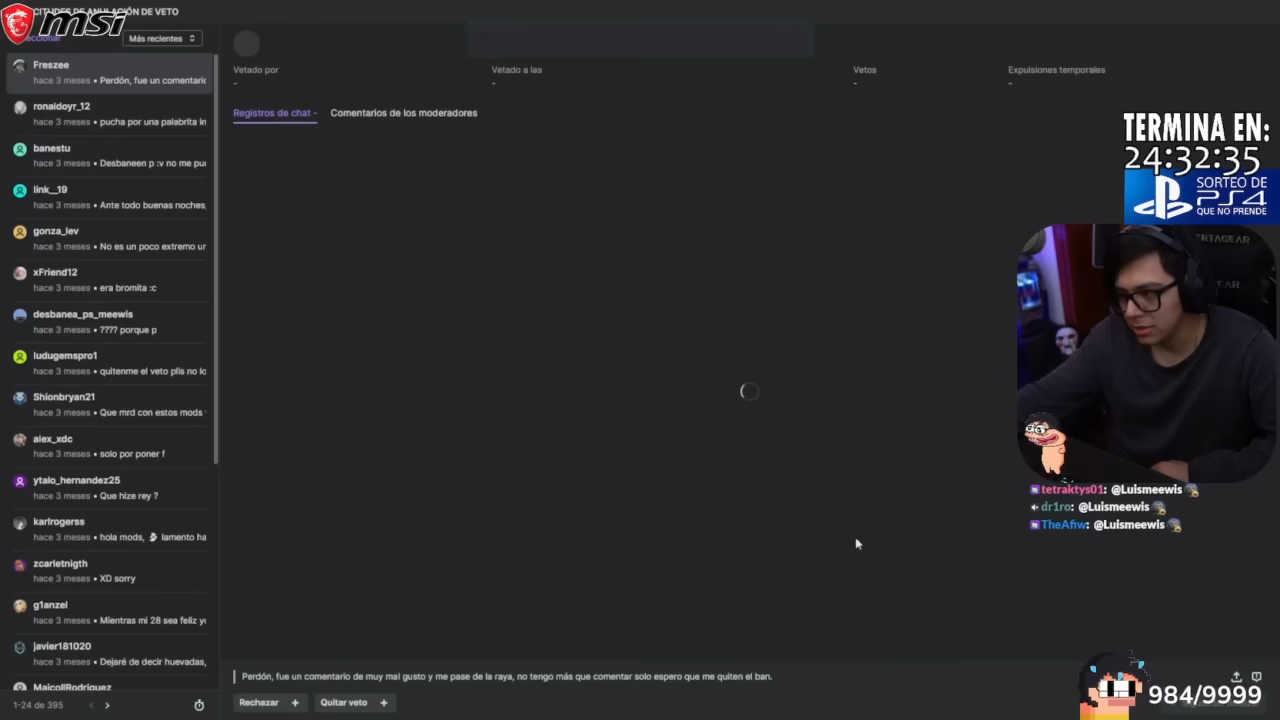 CITUDES DE ANULACIÓN DE VETO
msi
Más recientes
Freszee
hace 3 meses • Perdón, fue un comentaric
ronaldoyr_12
hace 3 meses • pucha por una palabrita in
banestu
hace 3 meses • Desbaneen p :v no me pu
link__19
hace 3 meses • Ante todo buenas noches,
gonza_lev
hace 3 meses • No es un poco extremo ur
xFriend12
hace 3 meses • era bromita :c
desbanea_ps_meewis
hace 3 meses • ???? porque p
ludugemspro1
hace 3 meses • quitenme el veto plis no lo
Shionbryan21
hace 3 meses • Que mrd con estos mods
alex_xdc
hace 3 meses • solo por poner f
ytalo_hernandez25
hace 3 meses • Que hize rey ?
karlrogerss
hace 3 meses • hola mods, lamento ha
zcarletnigth
hace 3 meses • XD sorry
g1anzel
hace 3 meses • Mientras mi 28 sea feliz y
javier181020
hace 3 meses • Dejaré de decir huevadas,
MaicollRodriguez
1-24 de 395
Vetado por
-
Vetado a las
-
Vetos
-
Expulsiones temporales
-
Registros de chat -
Comentarios de los moderadores
Perdón, fue un comentario de muy mal gusto y me pase de la raya, no tengo más que comentar solo espero que me quiten el ban.
Rechazar +
Quitar veto +
TERMINA EN:
24:32:35
SORTEO DE
PS4
QUE NO PRENDE
ERTAGEAR
tetraktys01: @Luismeewis
dr1ro: @Luismeewis
TheAfiw: @Luismeewis
984/9999